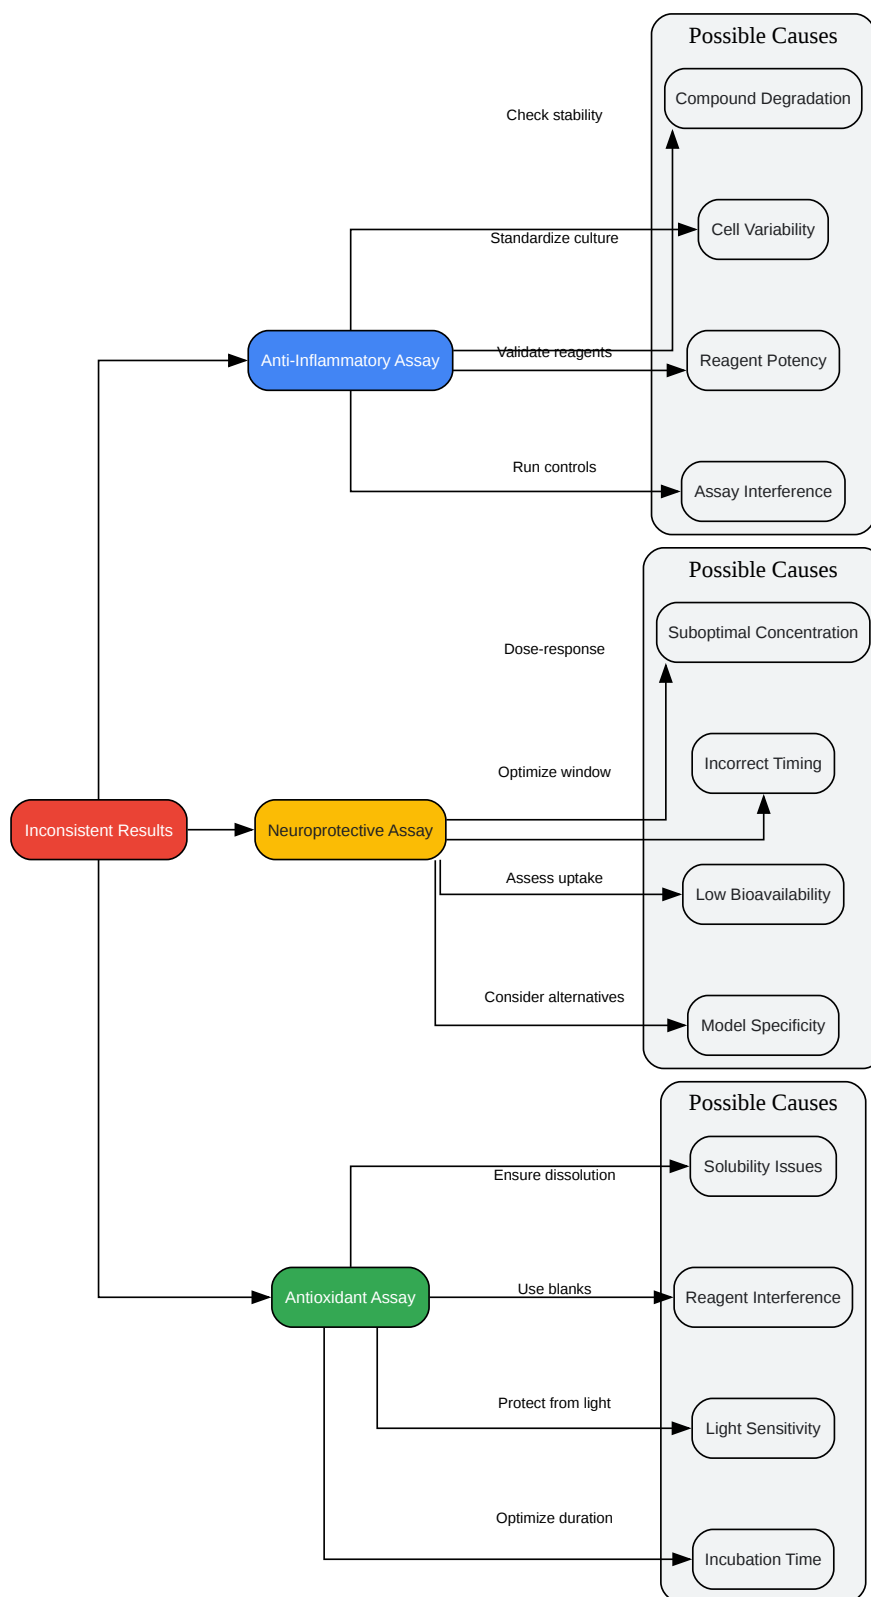 Possible Causes
Compound Degradation
Check stability
Cell Variability
Standardize culture
Anti-Inflammatory Assay
Validate reagents
Reagent Potency
Run controls
Assay Interference
Possible Causes
Suboptimal Concentration
Dose-response
Incorrect Timing
Optimize window
Inconsistent Results
Neuroprotective Assay
Assess uptake
Low Bioavailability
Consider alternatives
Model Specificity
Possible Causes
Solubility Issues
Ensure dissolution
Antioxidant Assay
Use blanks
Reagent Interference
Protect from light
Light Sensitivity
Optimize duration
Incubation Time